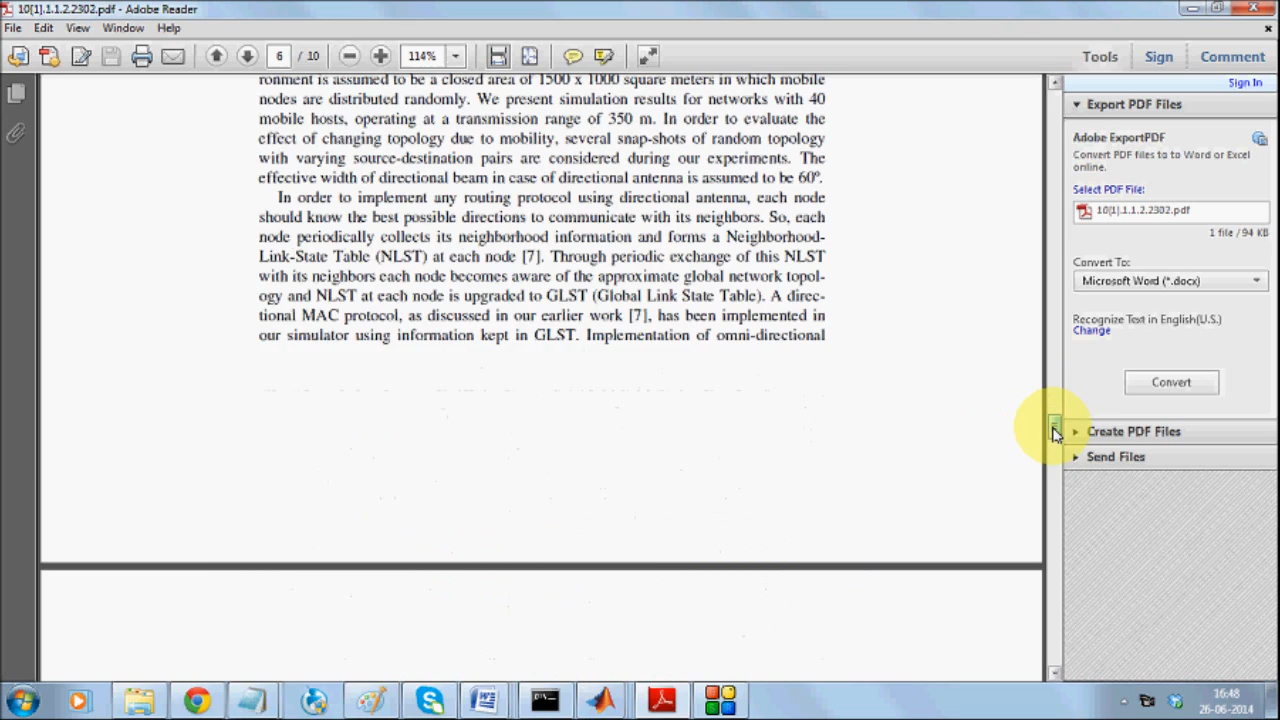 10[1].1.1.2.2302.pdf - Adobe Reader
File Edit View Window Help
6 / 10 114% Tools Sign Comment
Sign In
ronment is assumed to be a closed area of 1500 x 1000 square meters in which mobile
nodes are distributed randomly. We present simulation results for networks with 40
mobile hosts, operating at a transmission range of 350 m. In order to evaluate the
effect of changing topology due to mobility, several snap-shots of random topology
with varying source-destination pairs are considered during our experiments. The
effective width of directional beam in case of directional antenna is assumed to be 60º.
In order to implement any routing protocol using directional antenna, each node
should know the best possible directions to communicate with its neighbors. So, each
node periodically collects its neighborhood information and forms a Neighborhood-
Link-State Table (NLST) at each node [7]. Through periodic exchange of this NLST
with its neighbors each node becomes aware of the approximate global network topol-
ogy and NLST at each node is upgraded to GLST (Global Link State Table). A direc-
tional MAC protocol, as discussed in our earlier work [7], has been implemented in
our simulator using information kept in GLST. Implementation of omni-directional
Export PDF Files
Adobe ExportPDF
Convert PDF files to to Word or Excel
online.
Select PDF File:
10[1].1.1.2.2302.pdf
1 file / 94 KB
Convert To:
Microsoft Word (*.docx)
Recognize Text in English(U.S.)
Change
Convert
Create PDF Files
Send Files
16:48
26-06-2014